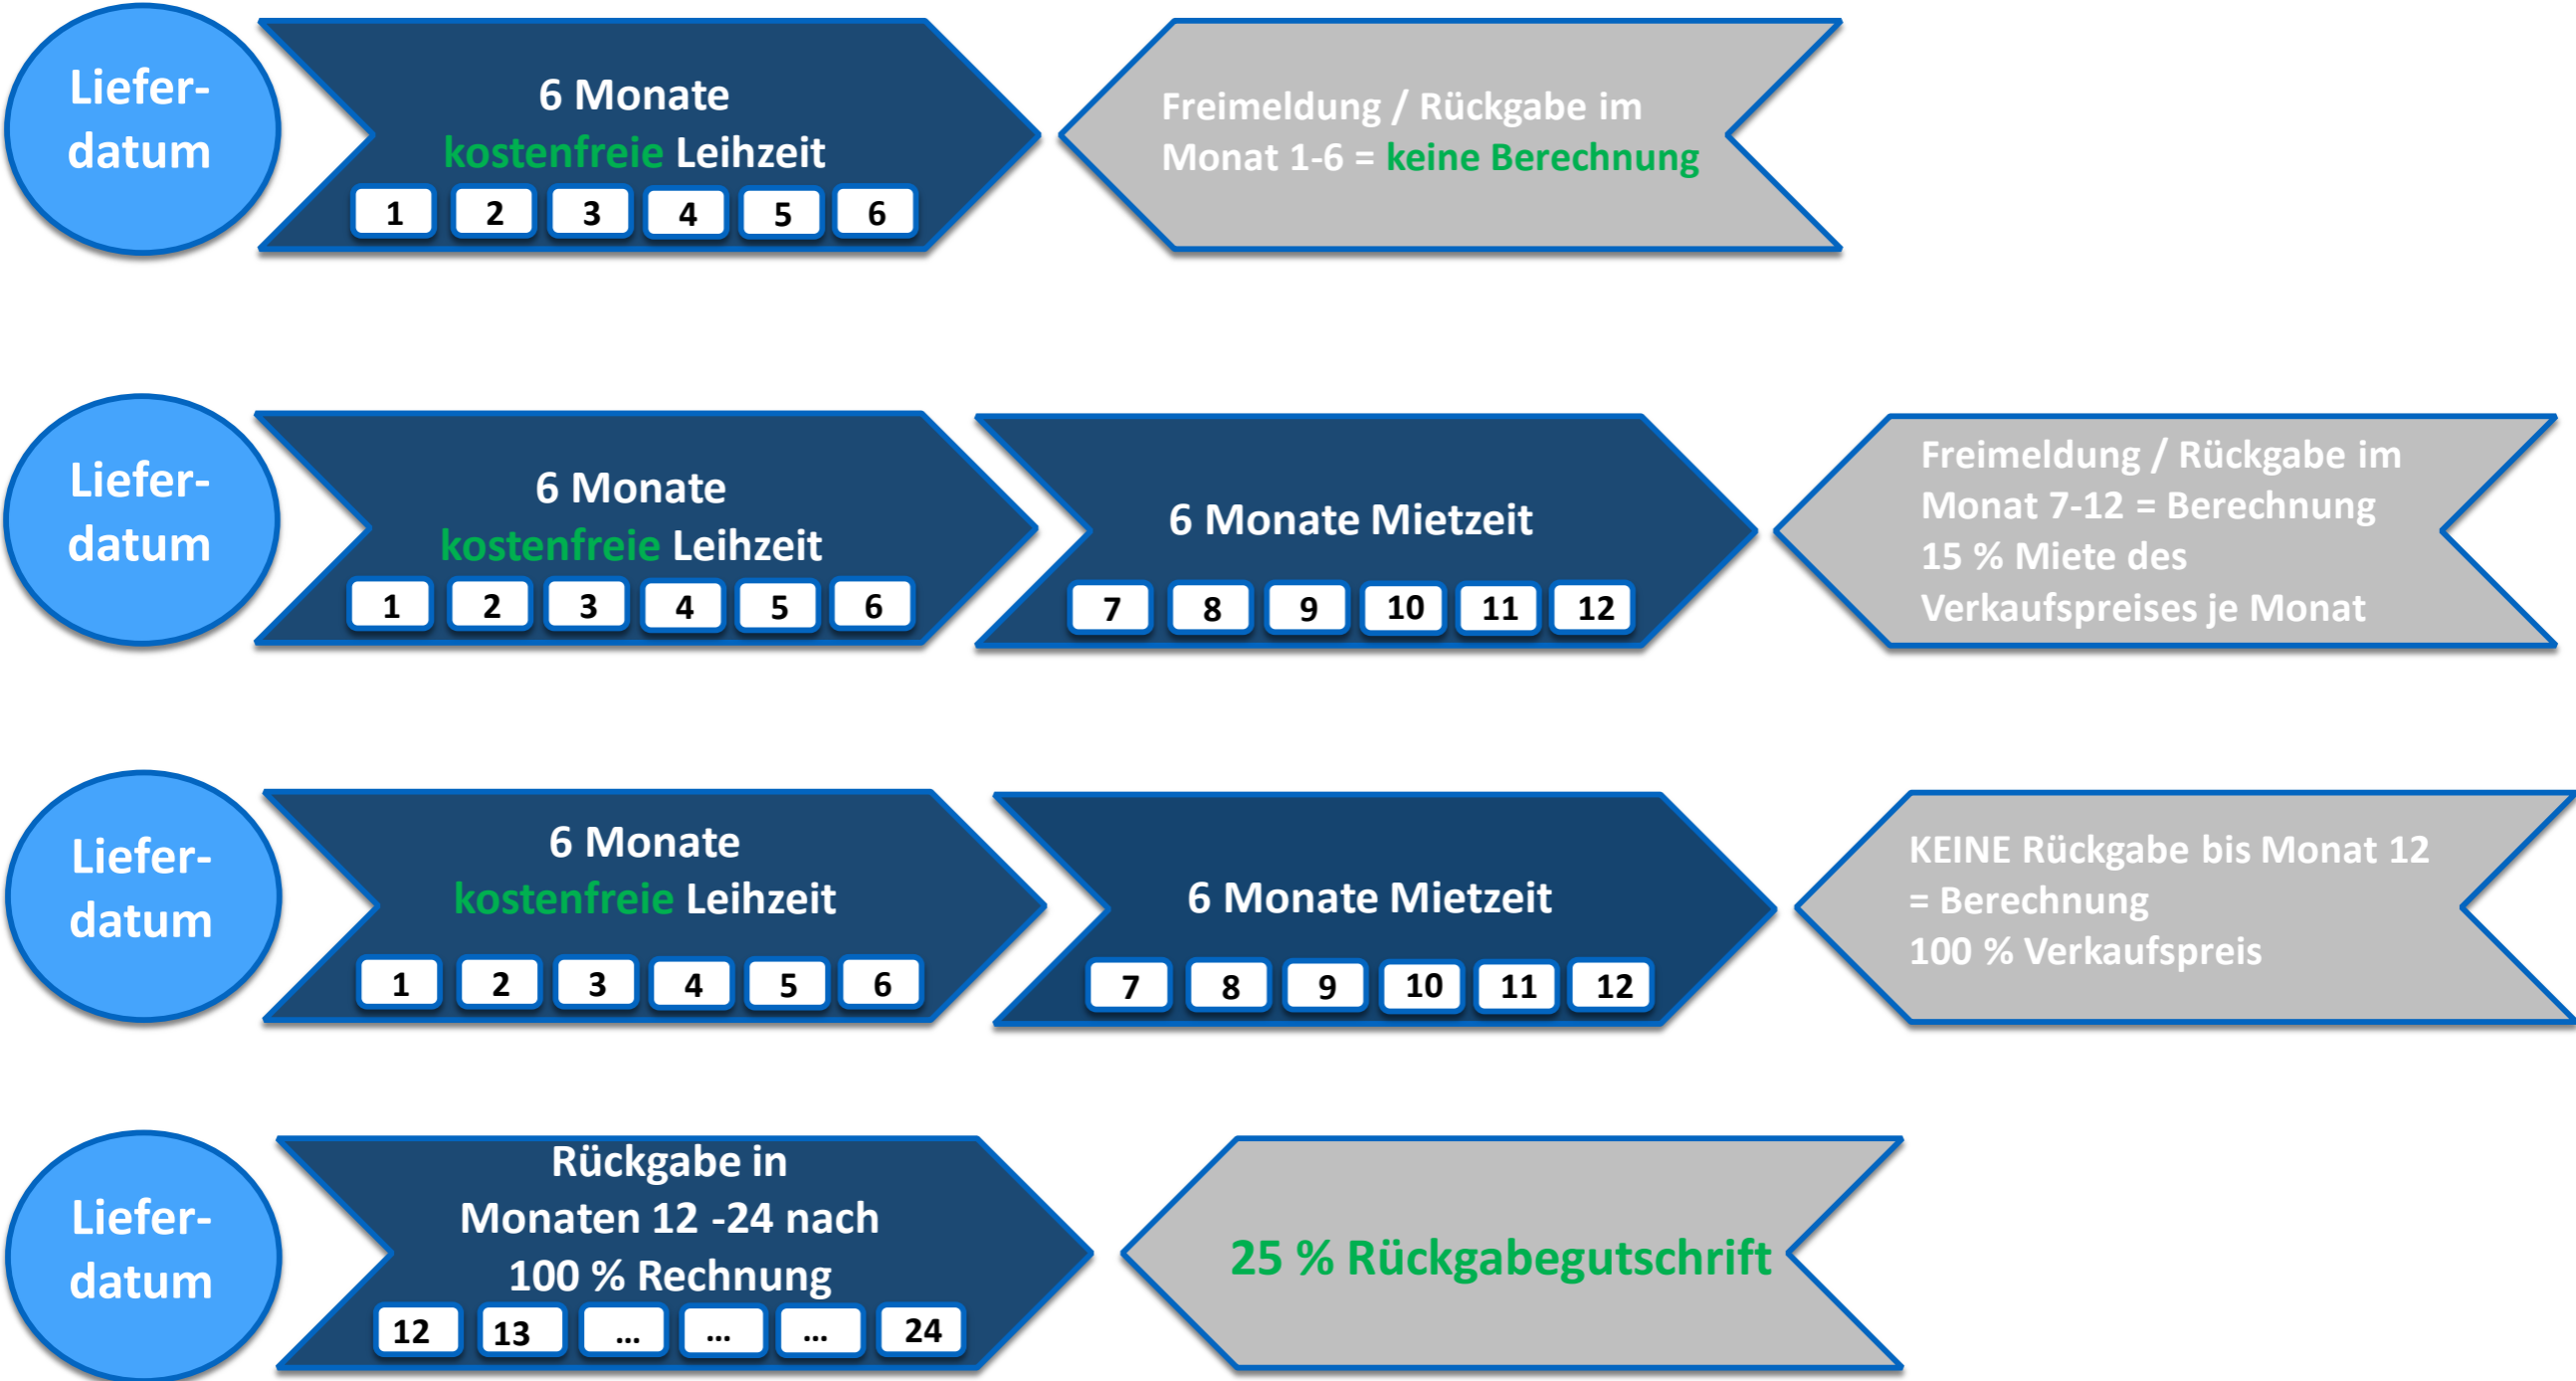 Liefer-
datum
6 Monate
kostenfreie Leihzeit
1 2 3 4 5 6
Freimeldung / Rückgabe im
Monat 1-6 = keine Berechnung
Liefer-
datum
6 Monate
kostenfreie Leihzeit
1 2 3 4 5 6
6 Monate Mietzeit
7 8 9 10 11 12
Freimeldung / Rückgabe im
Monat 7-12 = Berechnung
15 % Miete des
Verkaufspreises je Monat
Liefer-
datum
6 Monate
kostenfreie Leihzeit
1 2 3 4 5 6
6 Monate Mietzeit
7 8 9 10 11 12
KEINE Rückgabe bis Monat 12
= Berechnung
100 % Verkaufspreis
Liefer-
datum
Rückgabe in
Monaten 12 -24 nach
100 % Rechnung
12 13 ... ... ... 24
25 % Rückgabegutschrift